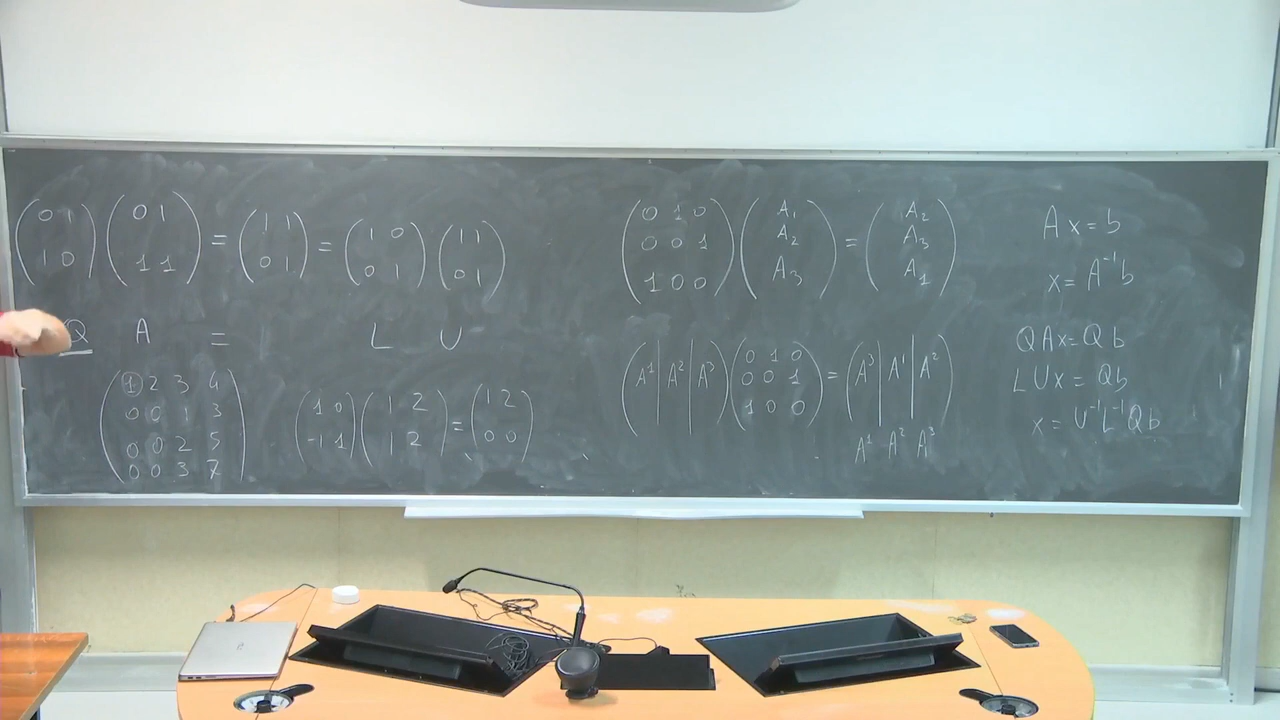 (0 1 / 1 0) (0 1 / 1 1) = (1 1 / 0 1) = (1 0 / 0 1) (1 1 / 0 1)
Q A = L U
(1 2 3 4 / 0 0 1 3 / 0 0 2 5 / 0 0 3 7)
(1 0 / -1 1) (1 2 / 1 2) = (1 2 / 0 0)
(0 1 0 / 0 0 1 / 1 0 0) (A₁ / A₂ / A₃) = (A₂ / A₃ / A₁)
(A¹ | A² | A³) (0 1 0 / 0 0 1 / 1 0 0) = (A³ | A¹ | A²)
A¹ A² A³
Ax = b
x = A⁻¹b
QAx = Qb
LUx = Qb
x = U⁻¹L⁻¹Qb